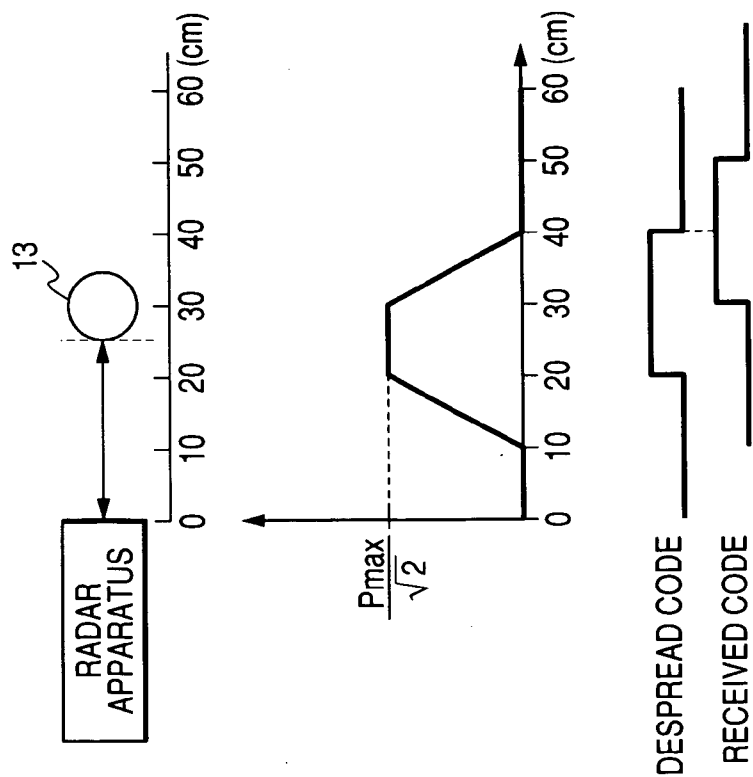 13
RADAR
APPARATUS
0 10 20 30 40 50 60 (cm)
Pmax
√2
0 10 20 30 40 50 60 (cm)
DESPREAD CODE
RECEIVED CODE